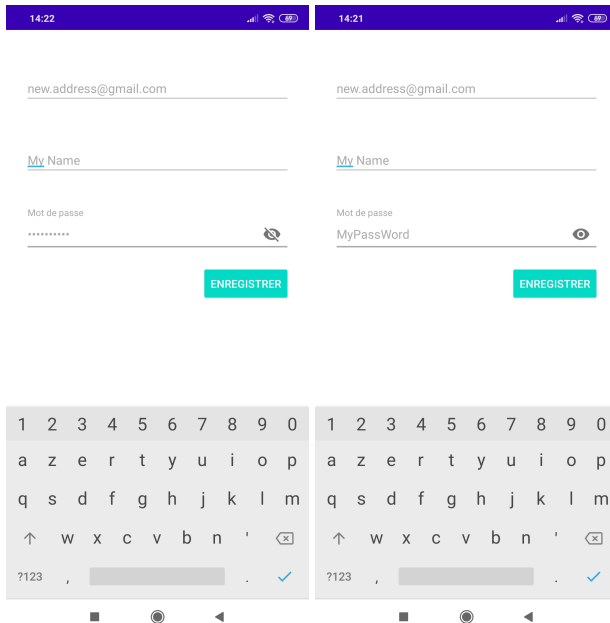 14:22
69
new.address@gmail.com
My Name
Mot de passe
••••••••••
ENREGISTRER
1 2 3 4 5 6 7 8 9 0
a z e r t y u i o p
q s d f g h j k l m
w x c v b n '
?123 , .
14:21
69
new.address@gmail.com
My Name
Mot de passe
MyPassWord
ENREGISTRER
1 2 3 4 5 6 7 8 9 0
a z e r t y u i o p
q s d f g h j k l m
w x c v b n '
?123 , .